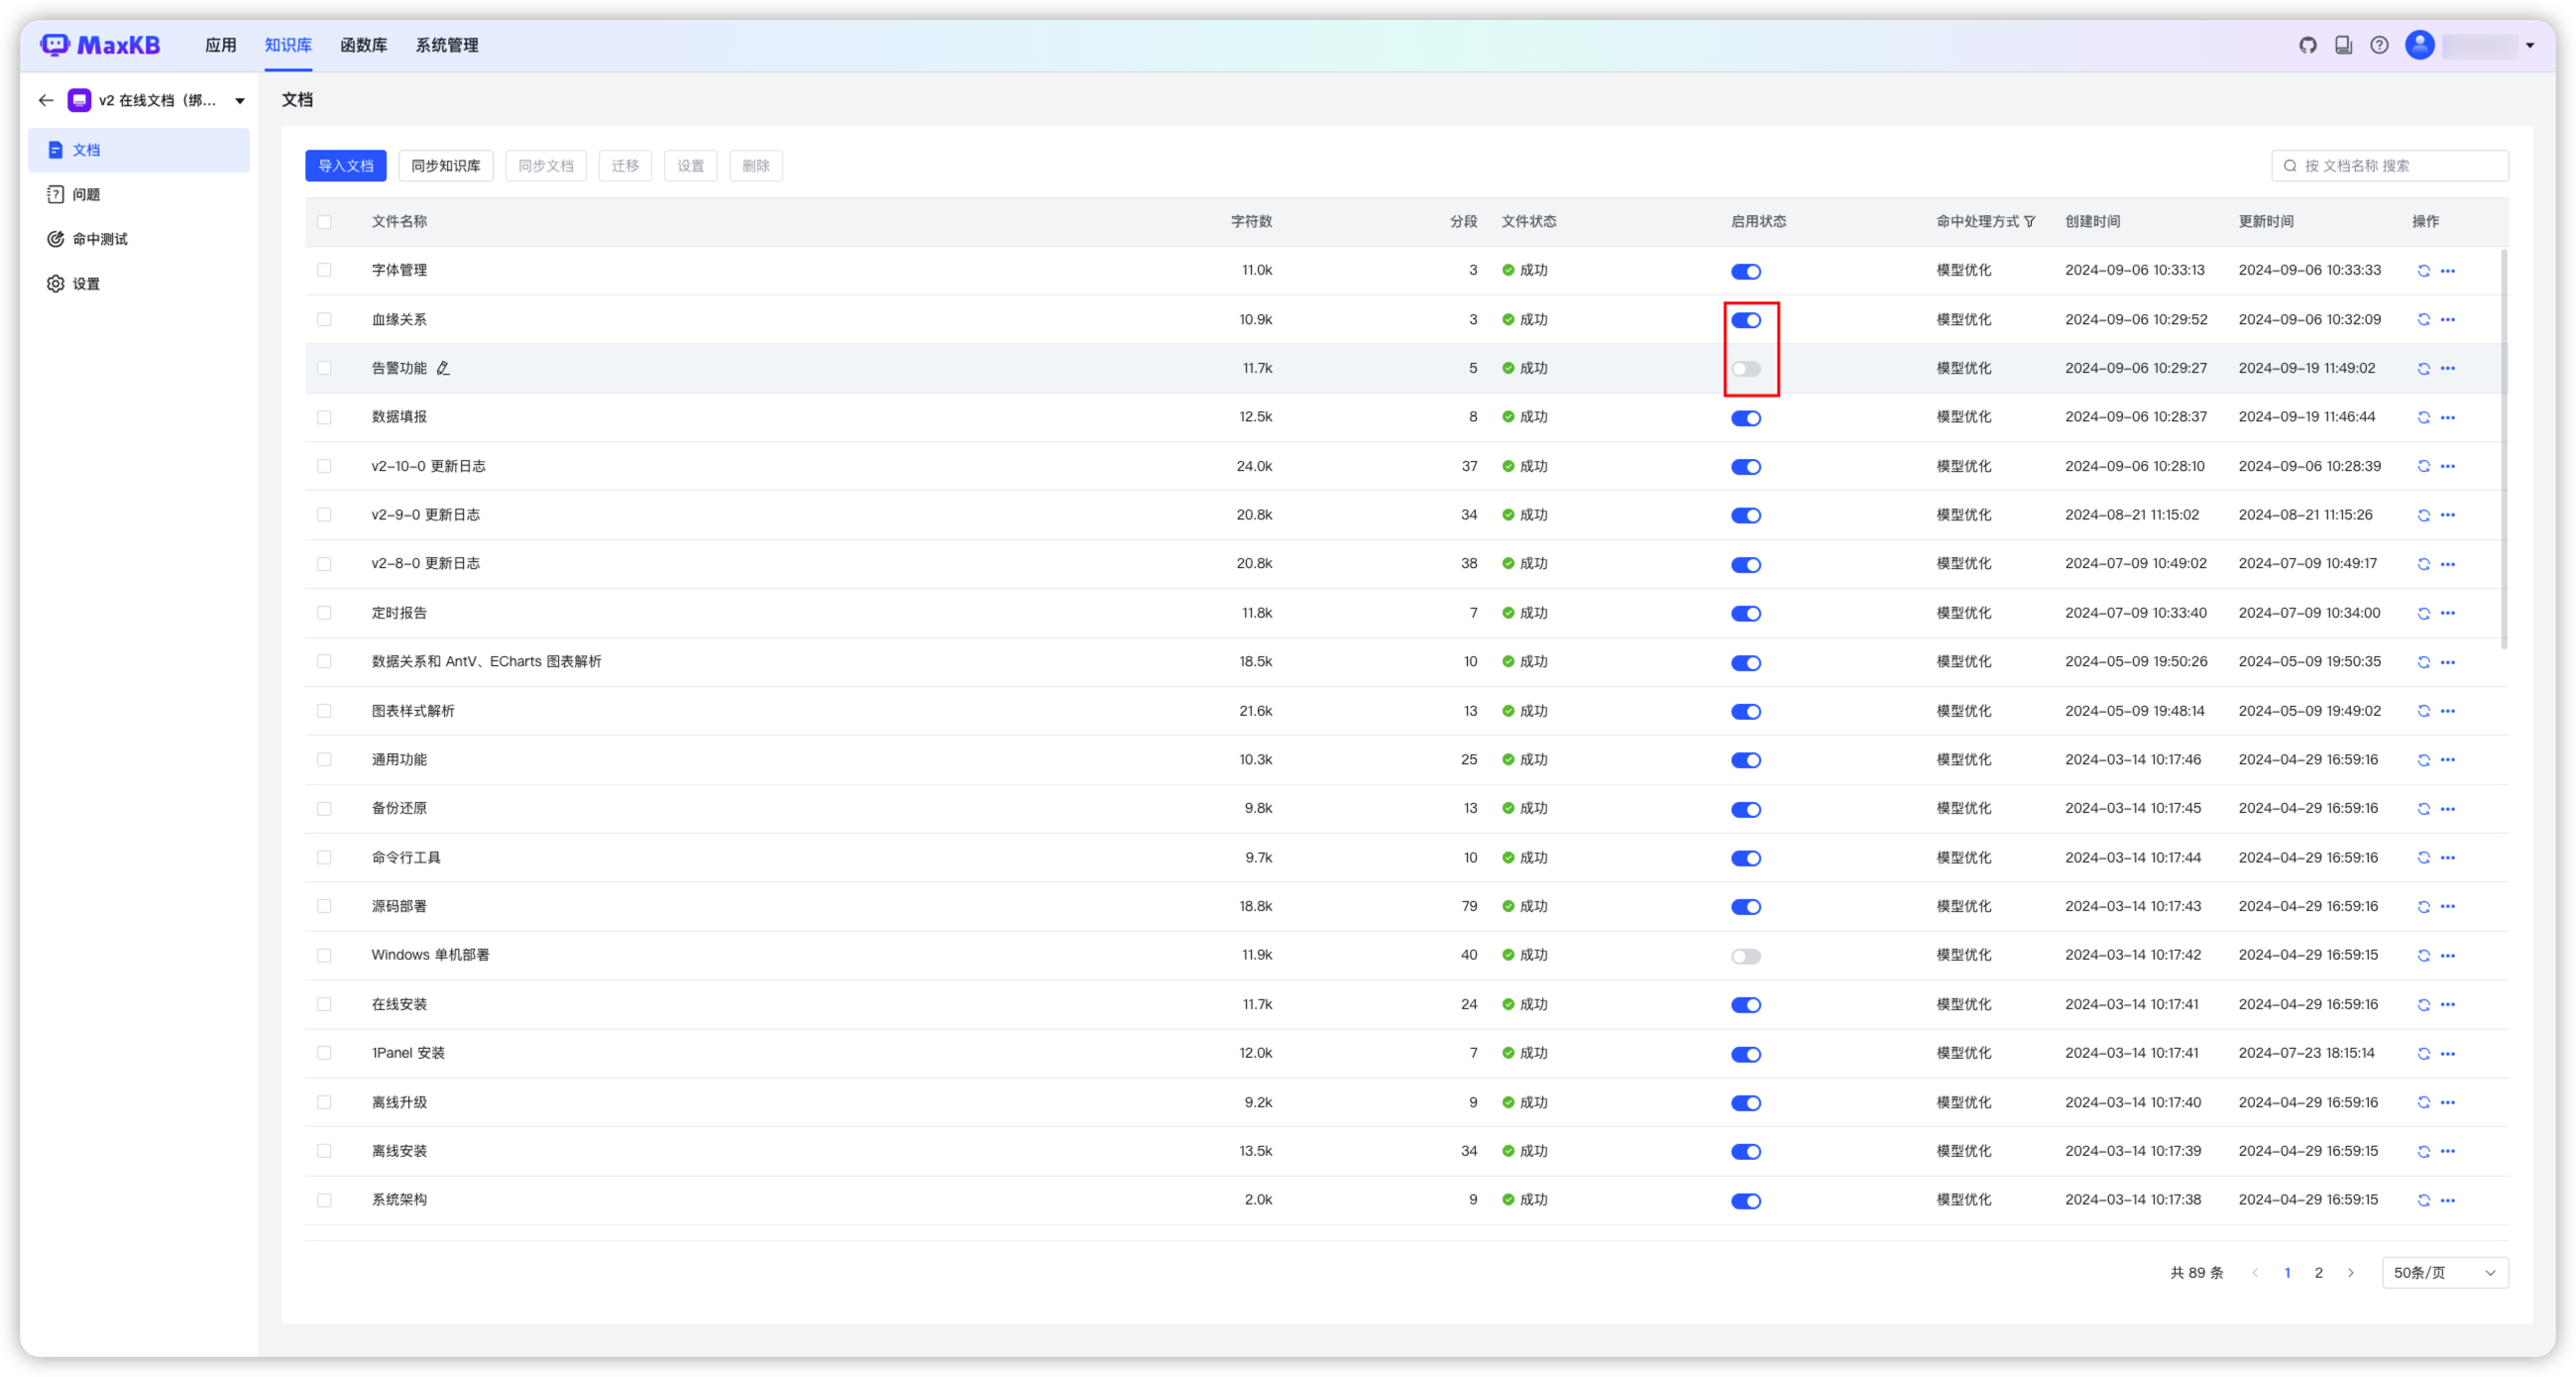 MaxKB 应用 知识库 函数库 系统管理
v2 在线文档（绑...
文档
文档
问题
命中测试
设置
导入文档 同步知识库 同步文档 迁移 设置 删除 按 文档名称 搜索
文件名称 字符数 分段 文件状态 启用状态 命中处理方式 创建时间 更新时间 操作
字体管理 11.0k 3 成功 模型优化 2024-09-06 10:33:13 2024-09-06 10:33:33
血缘关系 10.9k 3 成功 模型优化 2024-09-06 10:29:52 2024-09-06 10:32:09
告警功能 11.7k 5 成功 模型优化 2024-09-06 10:29:27 2024-09-19 11:49:02
数据填报 12.5k 8 成功 模型优化 2024-09-06 10:28:37 2024-09-19 11:46:44
v2-10-0 更新日志 24.0k 37 成功 模型优化 2024-09-06 10:28:10 2024-09-06 10:28:39
v2-9-0 更新日志 20.8k 34 成功 模型优化 2024-08-21 11:15:02 2024-08-21 11:15:26
v2-8-0 更新日志 20.8k 38 成功 模型优化 2024-07-09 10:49:02 2024-07-09 10:49:17
定时报告 11.8k 7 成功 模型优化 2024-07-09 10:33:40 2024-07-09 10:34:00
数据关系和 AntV、ECharts 图表解析 18.5k 10 成功 模型优化 2024-05-09 19:50:26 2024-05-09 19:50:35
图表样式解析 21.6k 13 成功 模型优化 2024-05-09 19:48:14 2024-05-09 19:49:02
通用功能 10.3k 25 成功 模型优化 2024-03-14 10:17:46 2024-04-29 16:59:16
备份还原 9.8k 13 成功 模型优化 2024-03-14 10:17:45 2024-04-29 16:59:16
命令行工具 9.7k 10 成功 模型优化 2024-03-14 10:17:44 2024-04-29 16:59:16
源码部署 18.8k 79 成功 模型优化 2024-03-14 10:17:43 2024-04-29 16:59:16
Windows 单机部署 11.9k 40 成功 模型优化 2024-03-14 10:17:42 2024-04-29 16:59:15
在线安装 11.7k 24 成功 模型优化 2024-03-14 10:17:41 2024-04-29 16:59:16
1Panel 安装 12.0k 7 成功 模型优化 2024-03-14 10:17:41 2024-07-23 18:15:14
离线升级 9.2k 9 成功 模型优化 2024-03-14 10:17:40 2024-04-29 16:59:16
离线安装 13.5k 34 成功 模型优化 2024-03-14 10:17:39 2024-04-29 16:59:15
系统架构 2.0k 9 成功 模型优化 2024-03-14 10:17:38 2024-04-29 16:59:15
共 89 条 1 2 50条/页